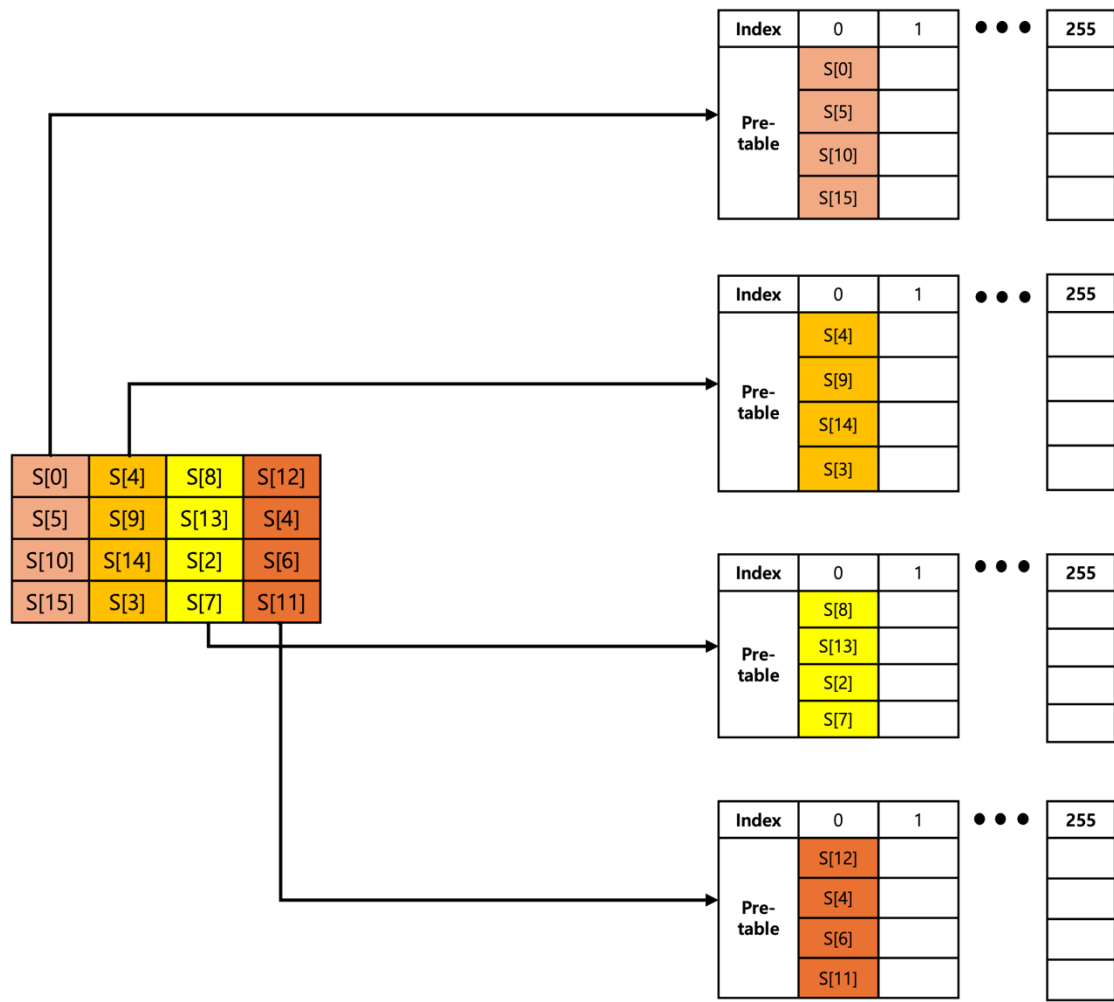 Index 0 1 ●●● 255
Pre-table
S[0]
S[5]
S[10]
S[15]
Index 0 1 ●●● 255
Pre-table
S[4]
S[9]
S[14]
S[3]
S[0] S[4] S[8] S[12]
S[5] S[9] S[13] S[4]
S[10] S[14] S[2] S[6]
S[15] S[3] S[7] S[11]
Index 0 1 ●●● 255
Pre-table
S[8]
S[13]
S[2]
S[7]
Index 0 1 ●●● 255
Pre-table
S[12]
S[4]
S[6]
S[11]